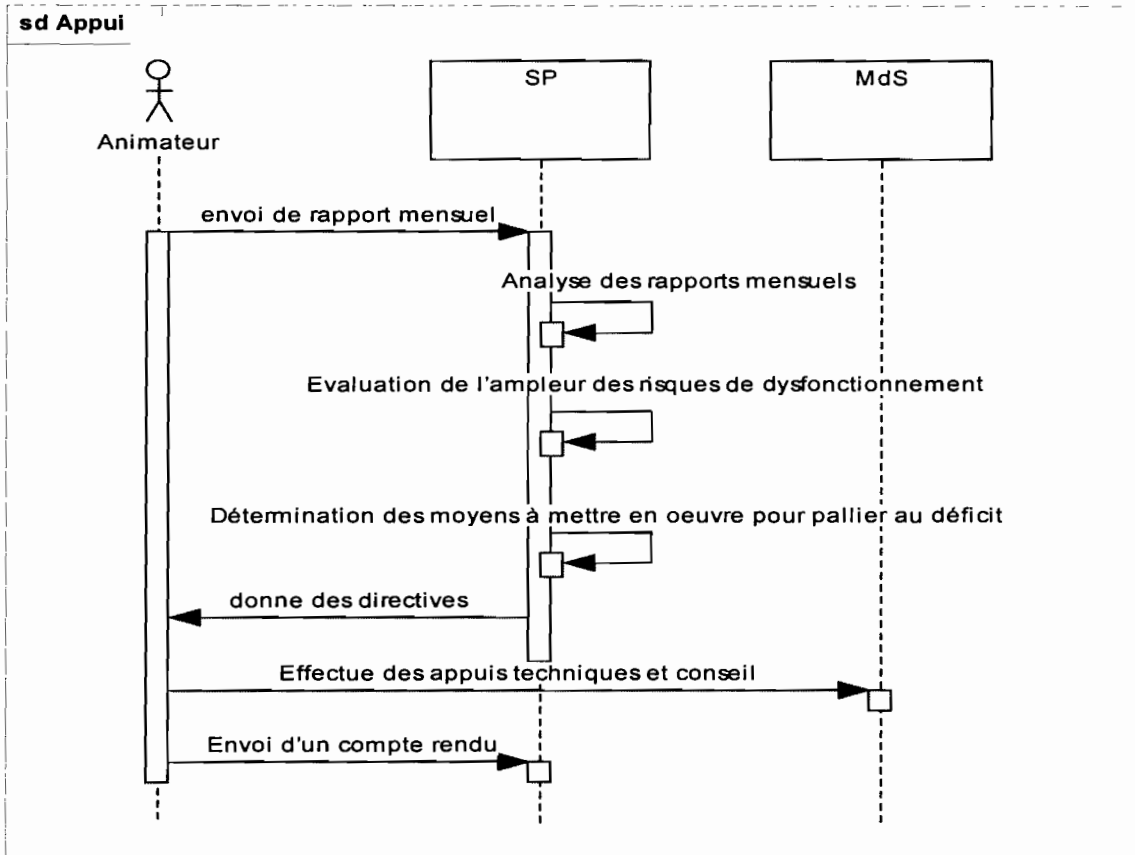 sd Appui
SP
MdS
Animateur
envoi de rapport mensuel
Analyse des rapports mensuels
Evaluation de l'ampleur des risques de dysfonctionnement
Détermination des moyens à mettre en oeuvre pour pallier au déficit
donne des directives
Effectue des appuis techniques et conseil
Envoi d'un compte rendu